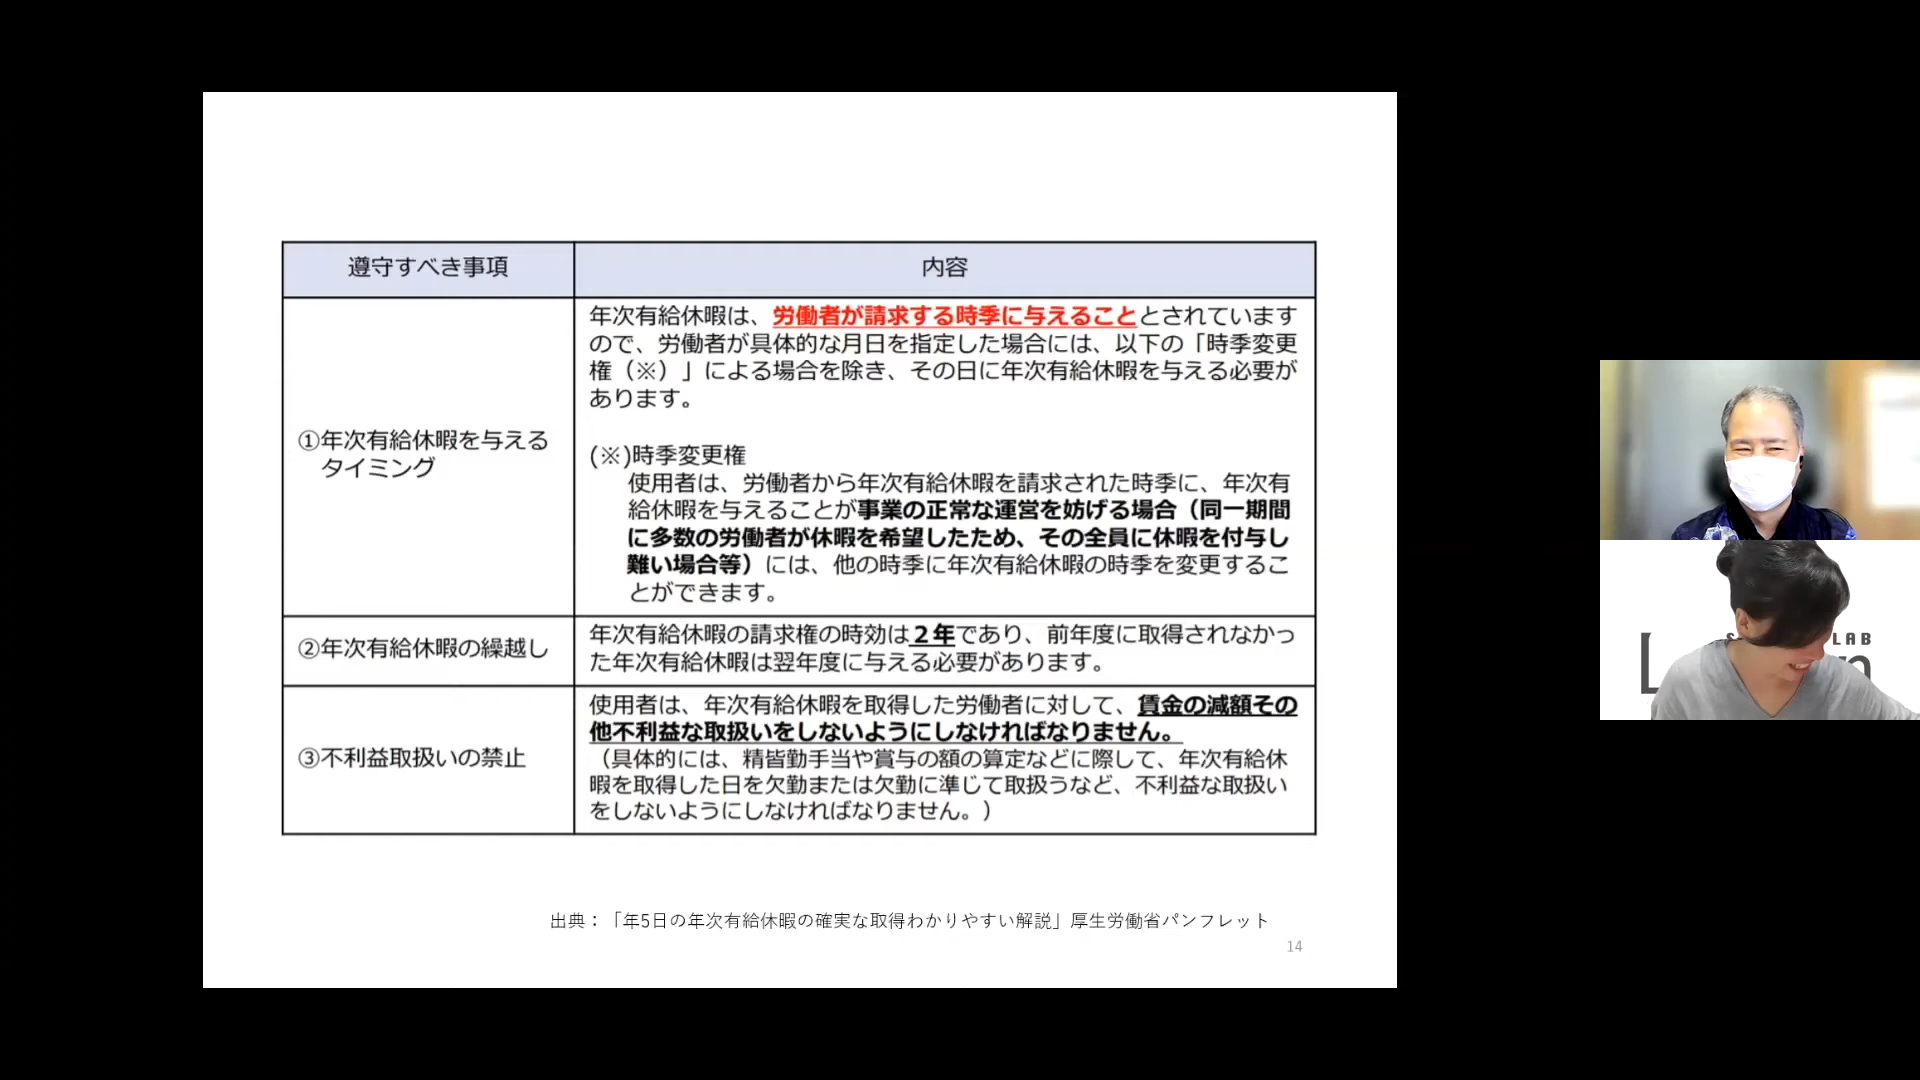 遵守すべき事項
内容
①年次有給休暇を与える
タイミング
年次有給休暇は、労働者が請求する時季に与えることとされています
ので、労働者が具体的な月日を指定した場合には、以下の「時季変更
権（※）」による場合を除き、その日に年次有給休暇を与える必要が
あります。
(※)時季変更権
使用者は、労働者から年次有給休暇を請求された時季に、年次有
給休暇を与えることが事業の正常な運営を妨げる場合（同一期間
に多数の労働者が休暇を希望したため、その全員に休暇を付与し
難い場合等）には、他の時季に年次有給休暇の時季を変更するこ
とができます。
②年次有給休暇の繰越し
年次有給休暇の請求権の時効は２年であり、前年度に取得されなかっ
た年次有給休暇は翌年度に与える必要があります。
③不利益取扱いの禁止
使用者は、年次有給休暇を取得した労働者に対して、賃金の減額その
他不利益な取扱いをしないようにしなければなりません。
（具体的には、精皆勤手当や賞与の額の算定などに際して、年次有給休
暇を取得した日を欠勤または欠勤に準じて取扱うなど、不利益な取扱い
をしないようにしなければなりません。）
出典：「年5日の年次有給休暇の確実な取得わかりやすい解説」厚生労働省パンフレット
14
LAB